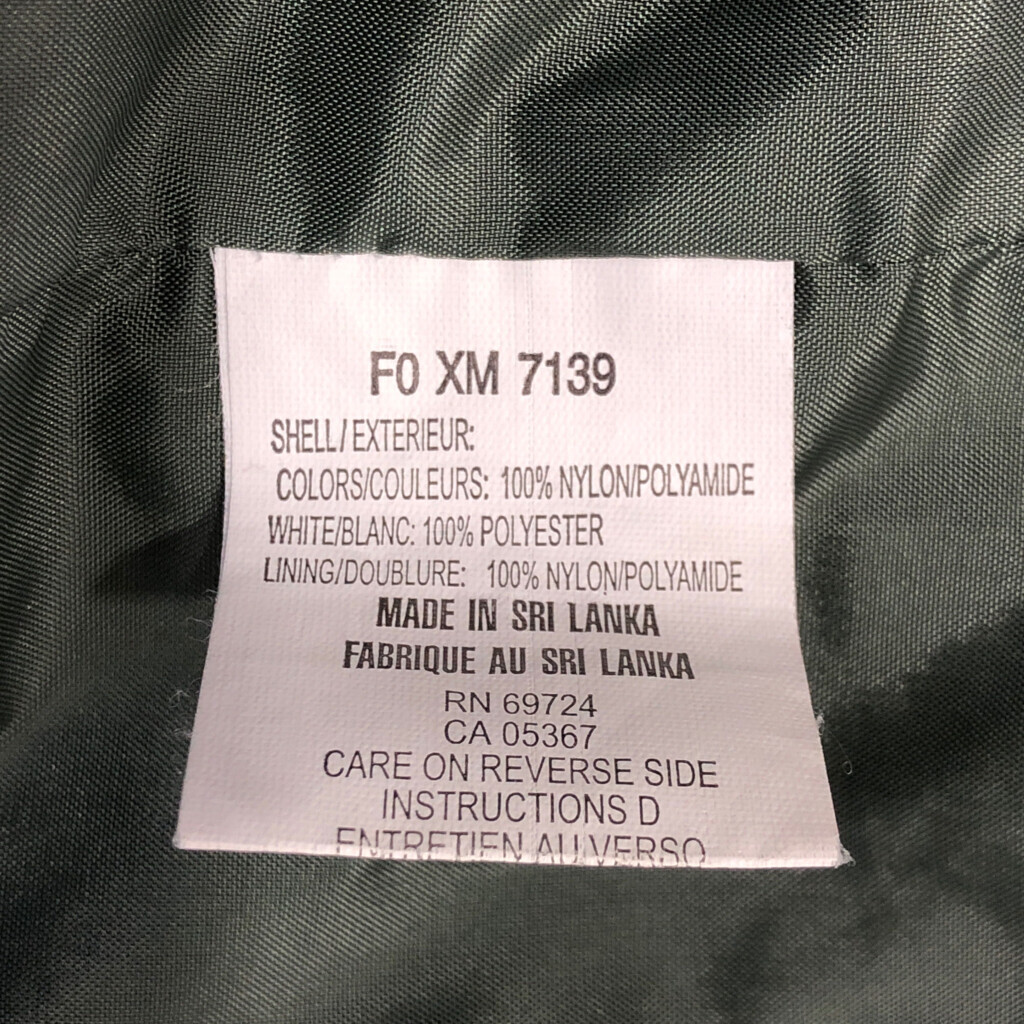 F0 XM 7139
SHELL/EXTERIEUR:
COLORS/COULEURS: 100% NYLON/POLYAMIDE
WHITE/BLANC: 100% POLYESTER
LINING/DOUBLURE: 100% NYLON/POLYAMIDE
MADE IN SRI LANKA
FABRIQUE AU SRI LANKA
RN 69724
CA 05367
CARE ON REVERSE SIDE
INSTRUCTIONS D
ENTRETIEN AU VERSO